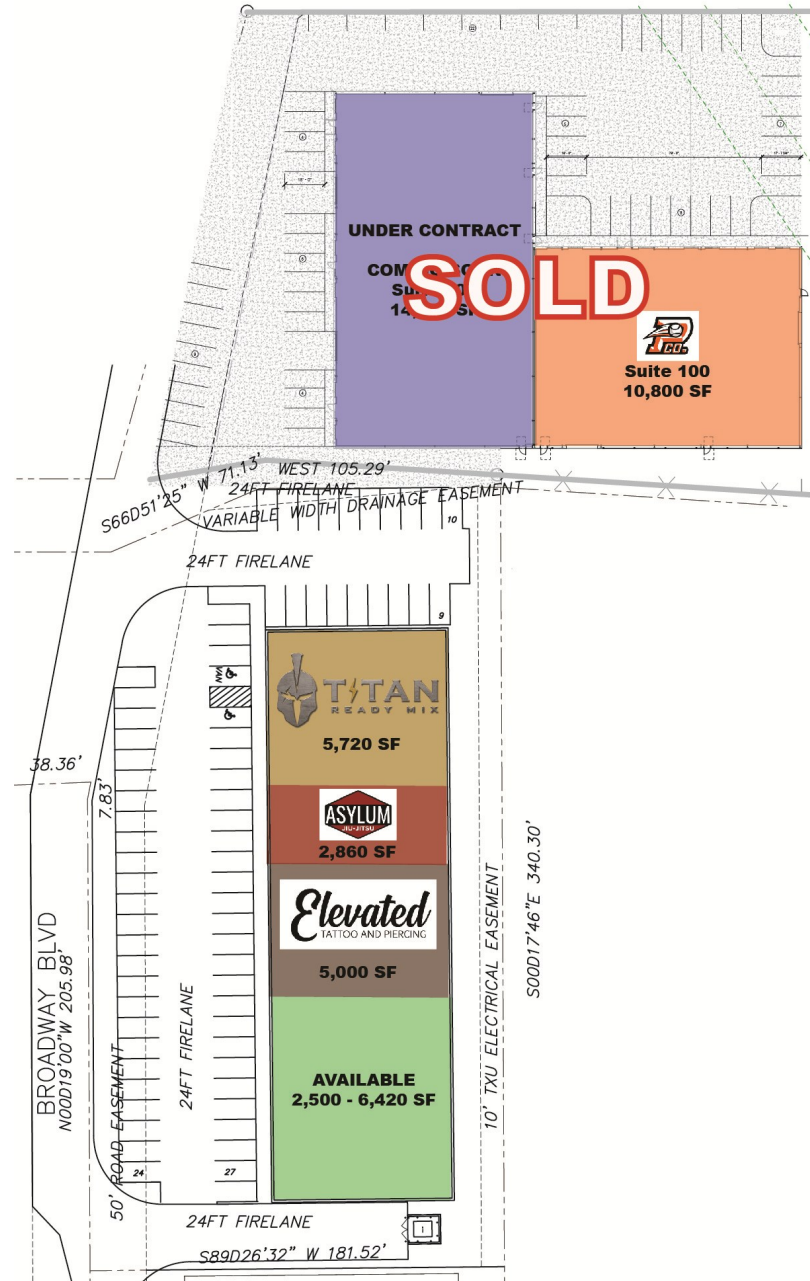 UNDER CONTRACT
SOLD
14,
P
CO.
Suite 100
10,800 SF
S66D51'25" W 71.13'
WEST 105.29'
24FT FIRELANE
VARIABLE WIDTH DRAINAGE EASEMENT
10
24FT FIRELANE
9
TITAN
READY MIX
5,720 SF
38.36'
7.83'
ASYLUM
JIU-JITSU
2,860 SF
Elevated
TATTOO AND PIERCING
5,000 SF
BROADWAY BLVD
N00D19'00"W 205.98'
50' ROAD EASEMENT
24FT FIRELANE
10' TXU ELECTRICAL EASEMENT
S00D17'46"E 340.30'
AVAILABLE
2,500 - 6,420 SF
24
27
24FT FIRELANE
S89D26'32" W 181.52'